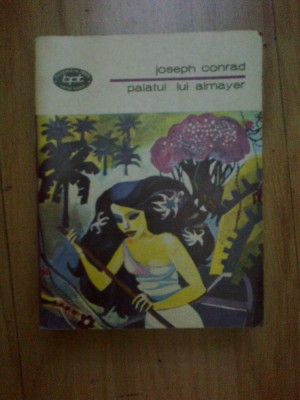 joseph conrad
bpt
palatul lui almayer